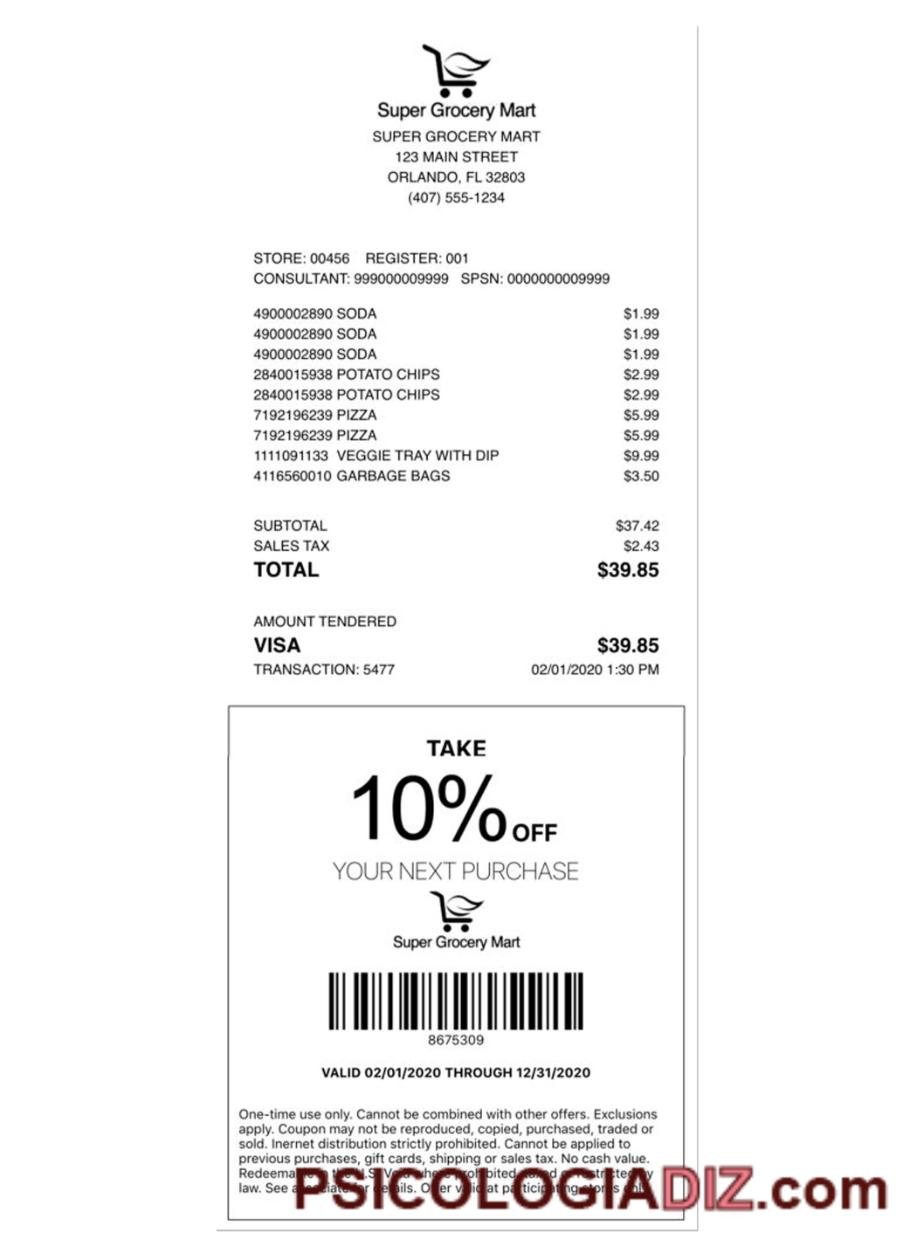 Super Grocery Mart
SUPER GROCERY MART
123 MAIN STREET
ORLANDO, FL 32803
(407) 555-1234
STORE: 00456 REGISTER: 001
CONSULTANT: 999000009999 SPSN: 0000000009999
4900002890 SODA $1.99
4900002890 SODA $1.99
4900002890 SODA $1.99
2840015938 POTATO CHIPS $2.99
2840015938 POTATO CHIPS $2.99
7192196239 PIZZA $5.99
7192196239 PIZZA $5.99
1111091133 VEGGIE TRAY WITH DIP $9.99
4116560010 GARBAGE BAGS $3.50
SUBTOTAL $37.42
SALES TAX $2.43
TOTAL $39.85
AMOUNT TENDERED
VISA $39.85
TRANSACTION: 5477 02/01/2020 1:30 PM
TAKE
10% OFF
YOUR NEXT PURCHASE
Super Grocery Mart
8675309
VALID 02/01/2020 THROUGH 12/31/2020
One-time use only. Cannot be combined with other offers. Exclusions
apply. Coupon may not be reproduced, copied, purchased, traded or
sold. Inernet distribution strictly prohibited. Cannot be applied to
previous purchases, gift cards, shipping or sales tax. No cash value.
the U.S. Void where prohibited, by
law. See for details. Offer valid at participating stores only.
PSICOLOGIADIZ.com